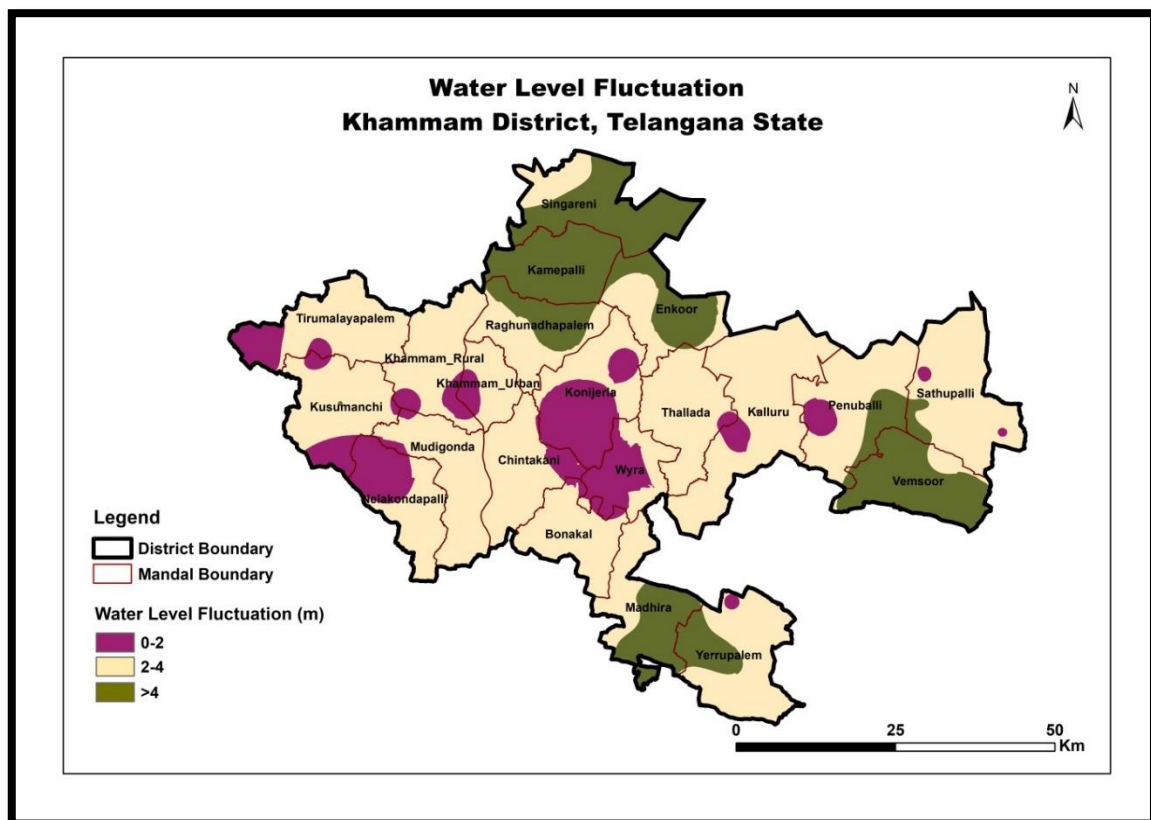 Water Level Fluctuation
Khammam District, Telangana State
N
Singareni
Kamepalli
Enkoor
Tirumalayapalem
Raghunadhapalem
Khammam_Rural
Khammam_Urban
Konijerla
Sathupalli
Kusumanchi
Thallada
Kalluru
Penuballi
Mudigonda
Chintakani
Wyra
Vemsoor
Nelakondapalli
Bonakal
Madhira
Yerrupalem
Legend
District Boundary
Mandal Boundary
Water Level Fluctuation (m)
0-2
2-4
>4
0 25 50
Km